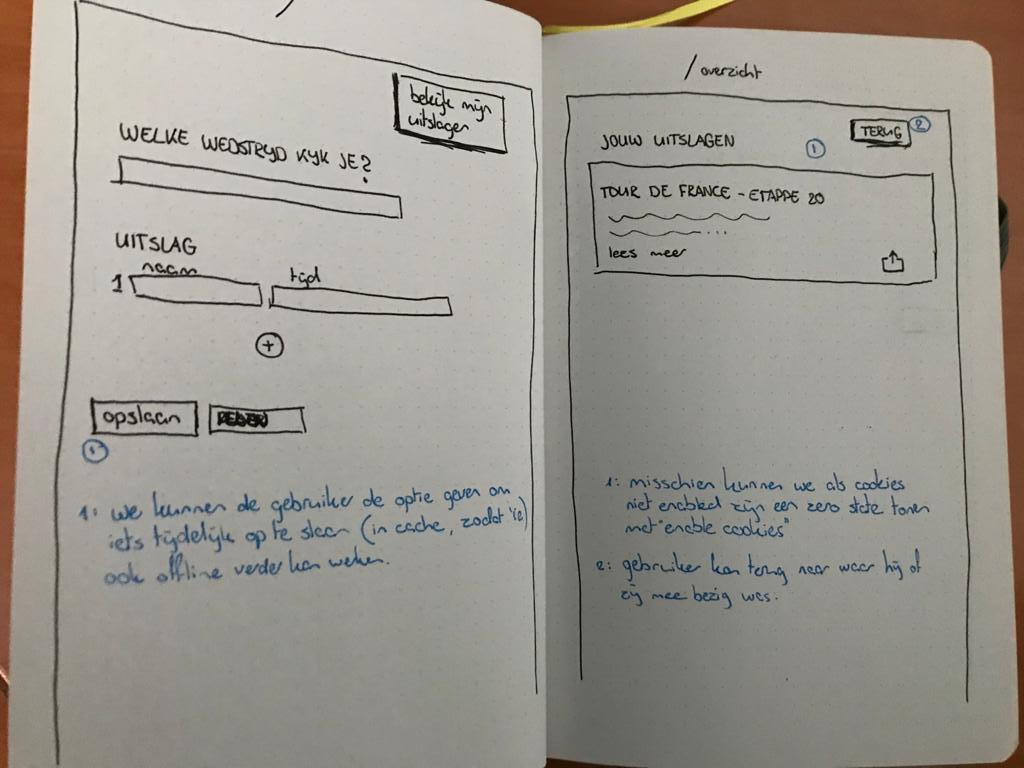 /
bekijk mijn
uitslagen
WELKE WEDSTRYD KYK JE?
UITSLAG
naam tijd
1
+
opslaan
1
1: we kunnen de gebruiker de optie geven om
iets tijdelijk op te slaan (in cache, zodat 'ie)
ook offline verder kan werken.
/overzicht
JOUW UITSLAGEN
1
TERUG 2
TOUR DE FRANCE - ETAPPE 20
...
lees meer
1: misschien kunnen we als cookies
niet enabled zijn een zero state tonen
met "enable cookies"
2: gebruiker kan terug naar waar hij of
zij mee bezig was.